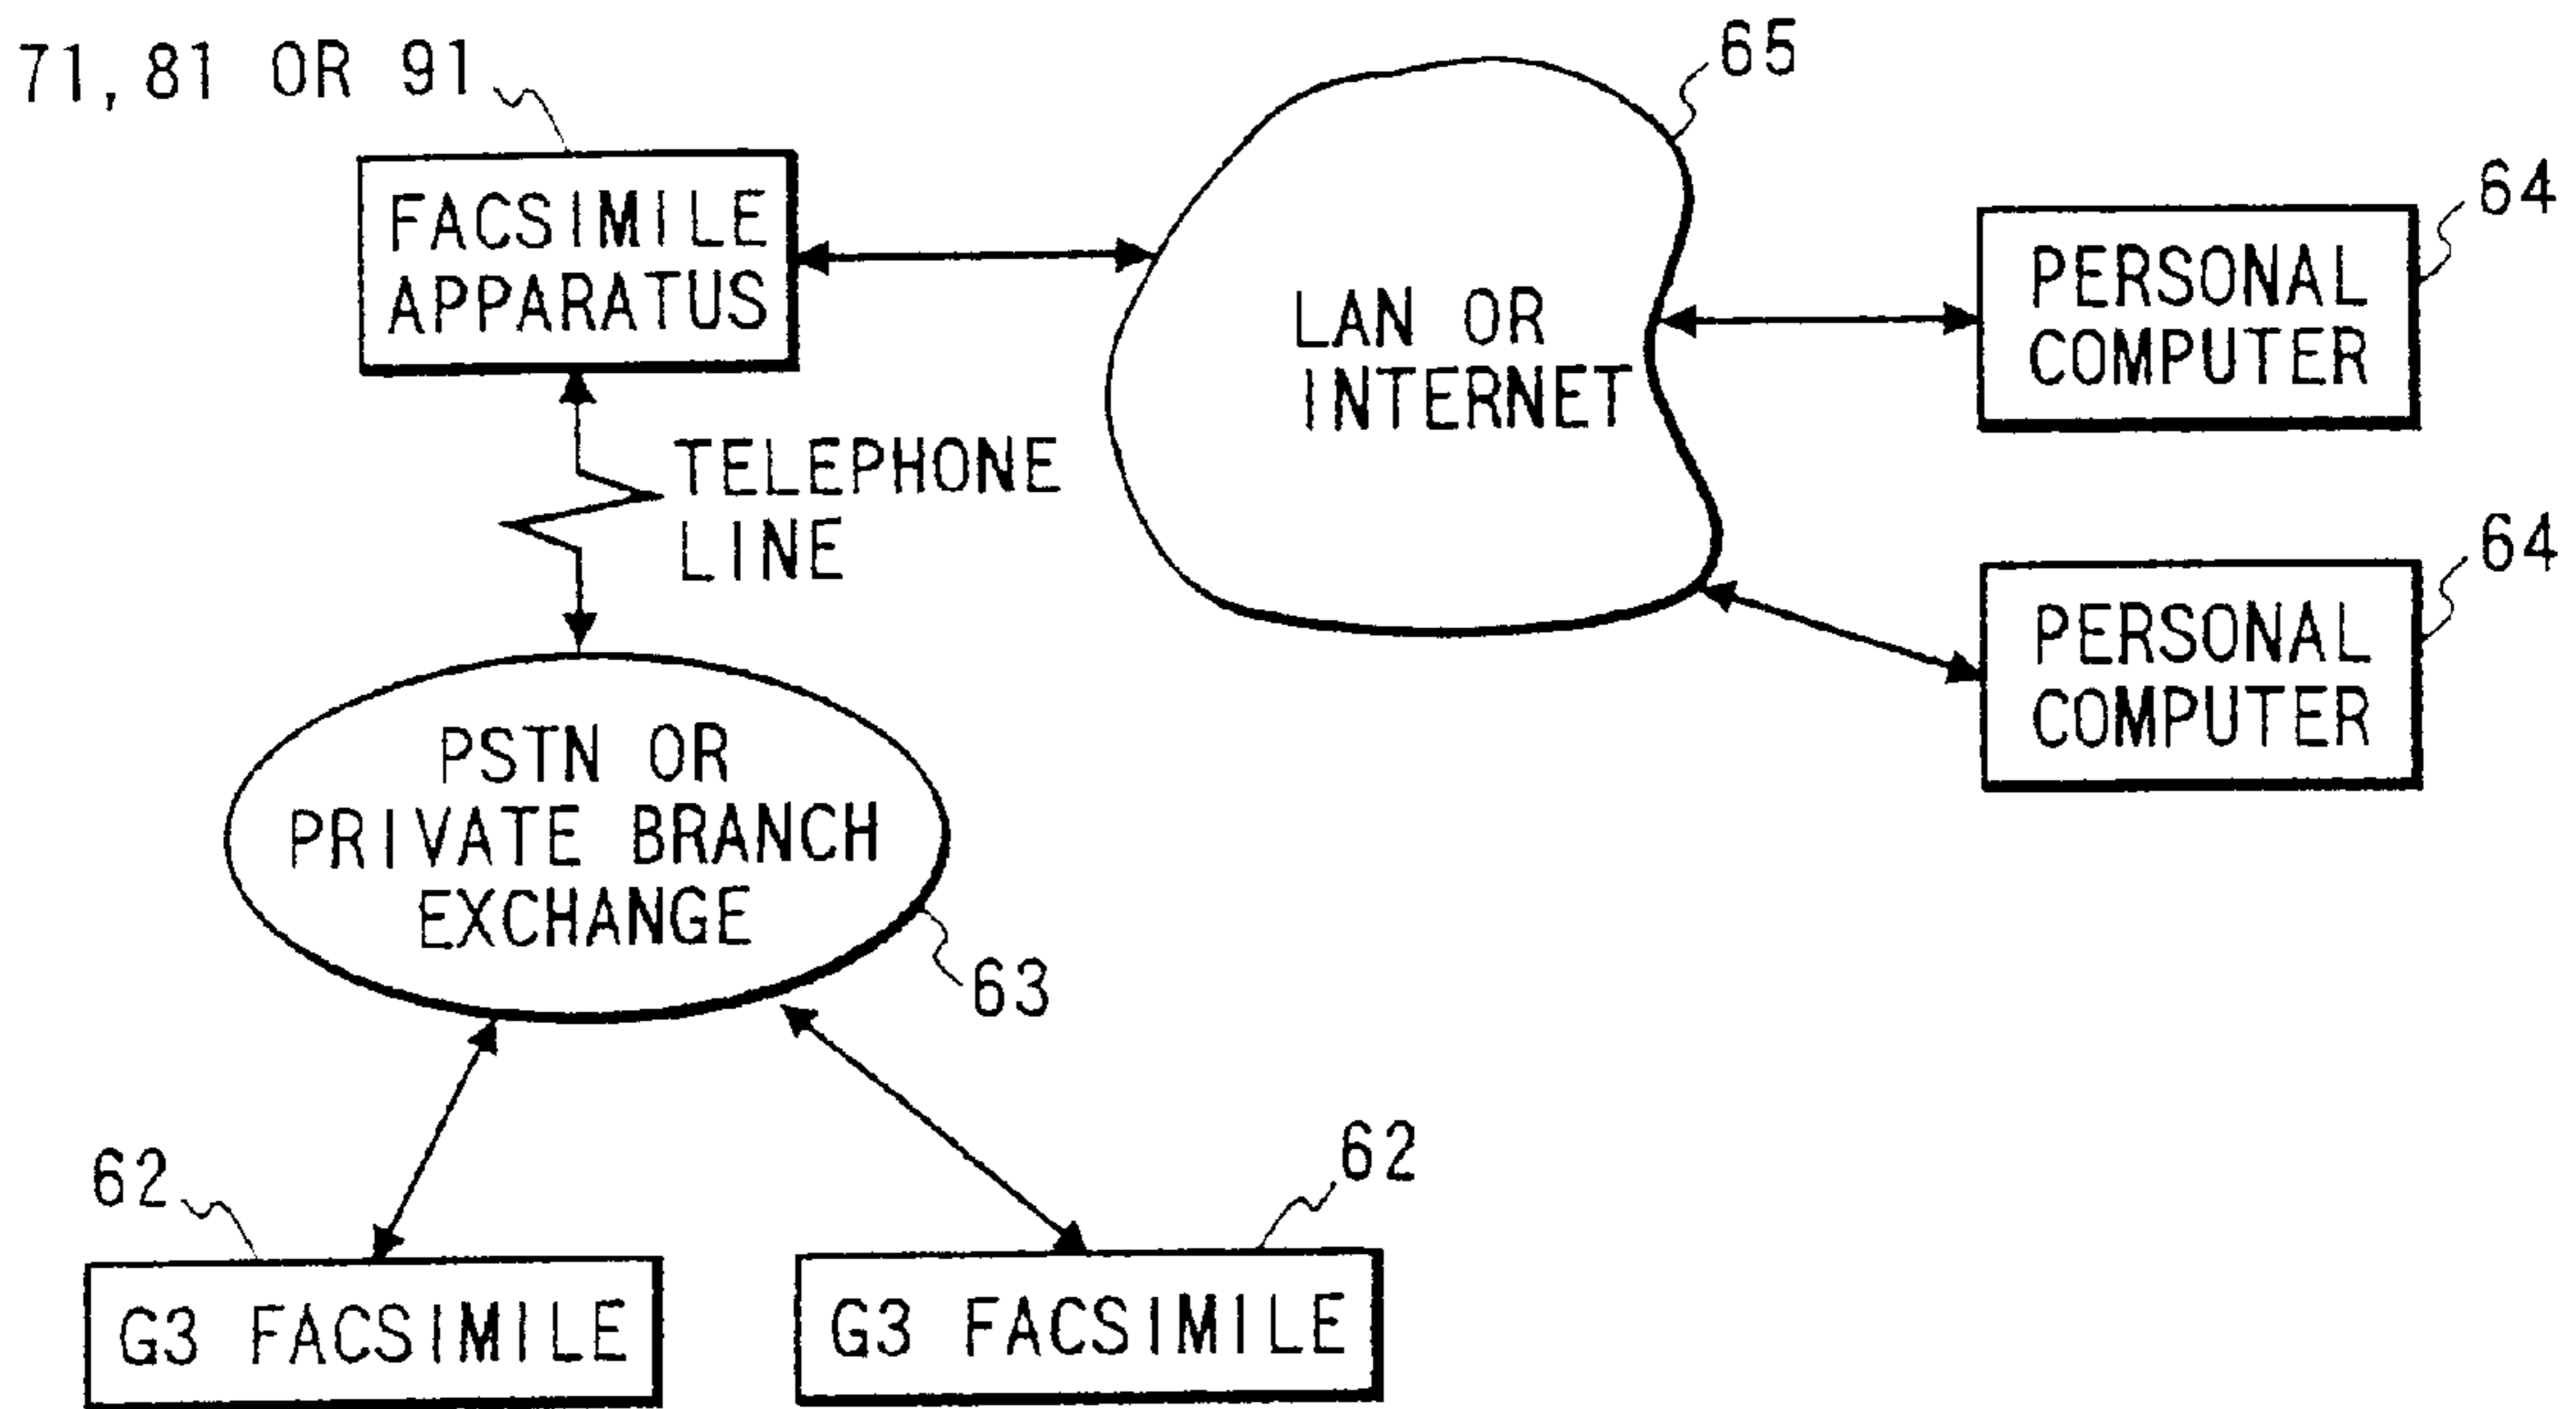 71, 81 OR 91
65
FACSIMILE
APPARATUS
64
PERSONAL
COMPUTER
LAN OR
INTERNET
TELEPHONE
LINE
64
PERSONAL
COMPUTER
PSTN OR
PRIVATE BRANCH
EXCHANGE
63
62
62
G3 FACSIMILE
G3 FACSIMILE